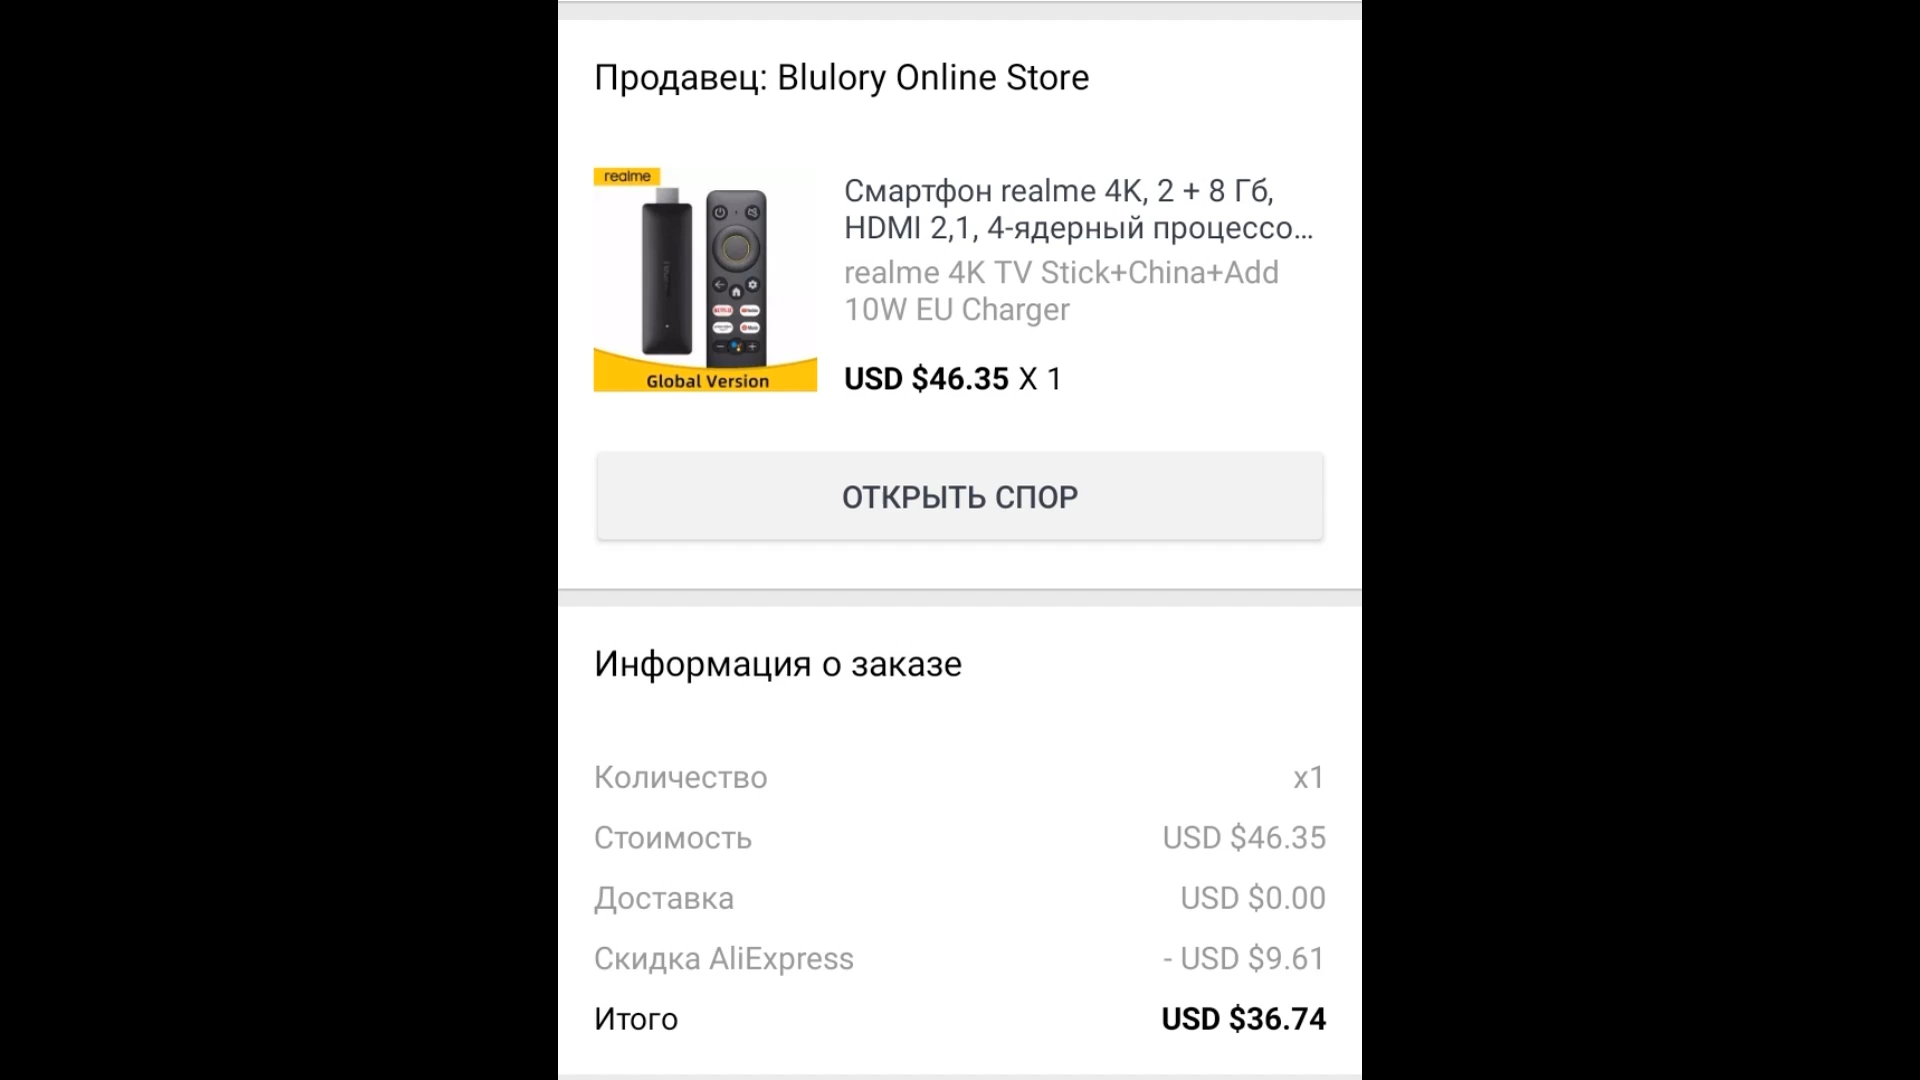 Продавец: Blulory Online Store
realme
Global Version
Смартфон realme 4K, 2 + 8 Гб,
HDMI 2,1, 4-ядерный процессо...
realme 4K TV Stick+China+Add
10W EU Charger
USD $46.35 X 1
ОТКРЫТЬ СПОР
Информация о заказе
Количество x1
Стоимость USD $46.35
Доставка USD $0.00
Скидка AliExpress - USD $9.61
Итого USD $36.74